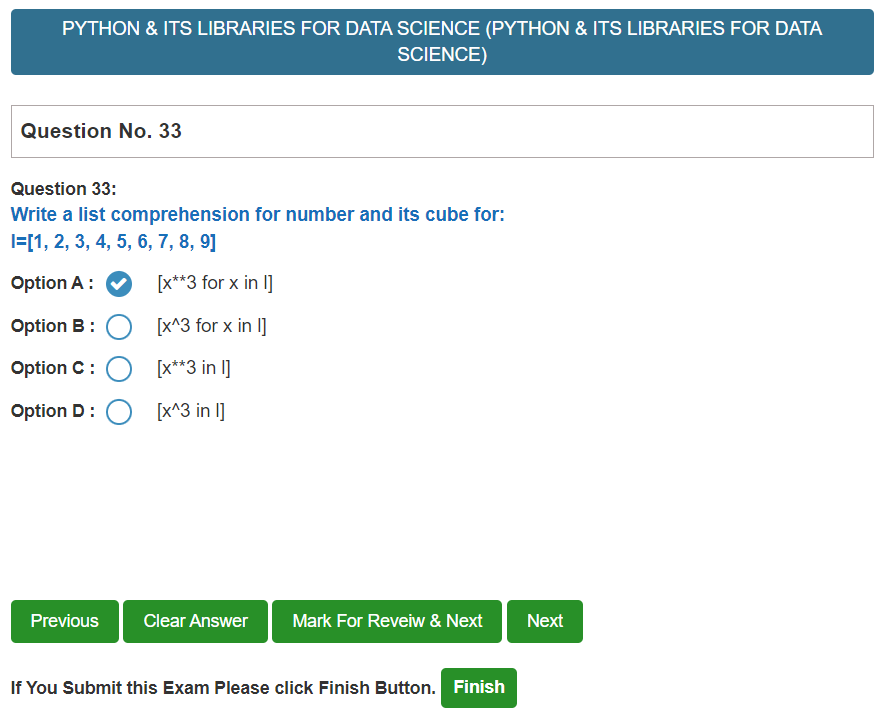 PYTHON & ITS LIBRARIES FOR DATA SCIENCE (PYTHON & ITS LIBRARIES FOR DATA
SCIENCE)
Question No. 33
Question 33:
Write a list comprehension for number and its cube for:
l=[1, 2, 3, 4, 5, 6, 7, 8, 9]
Option A : [x**3 for x in l]
Option B : [x^3 for x in l]
Option C : [x**3 in l]
Option D : [x^3 in l]
Previous Clear Answer Mark For Reveiw & Next Next
If You Submit this Exam Please click Finish Button. Finish